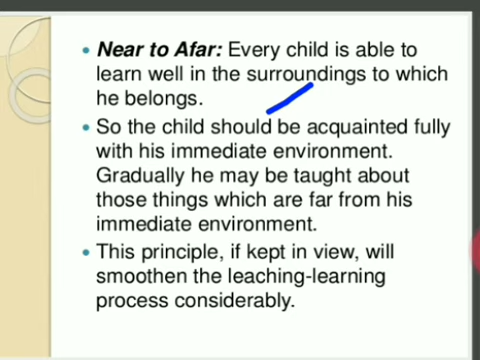 Near to Afar: Every child is able to
learn well in the surroundings to which
he belongs.
So the child should be acquainted fully
with his immediate environment.
Gradually he may be taught about
those things which are far from his
immediate environment.
This principle, if kept in view, will
smoothen the leaching-learning
process considerably.